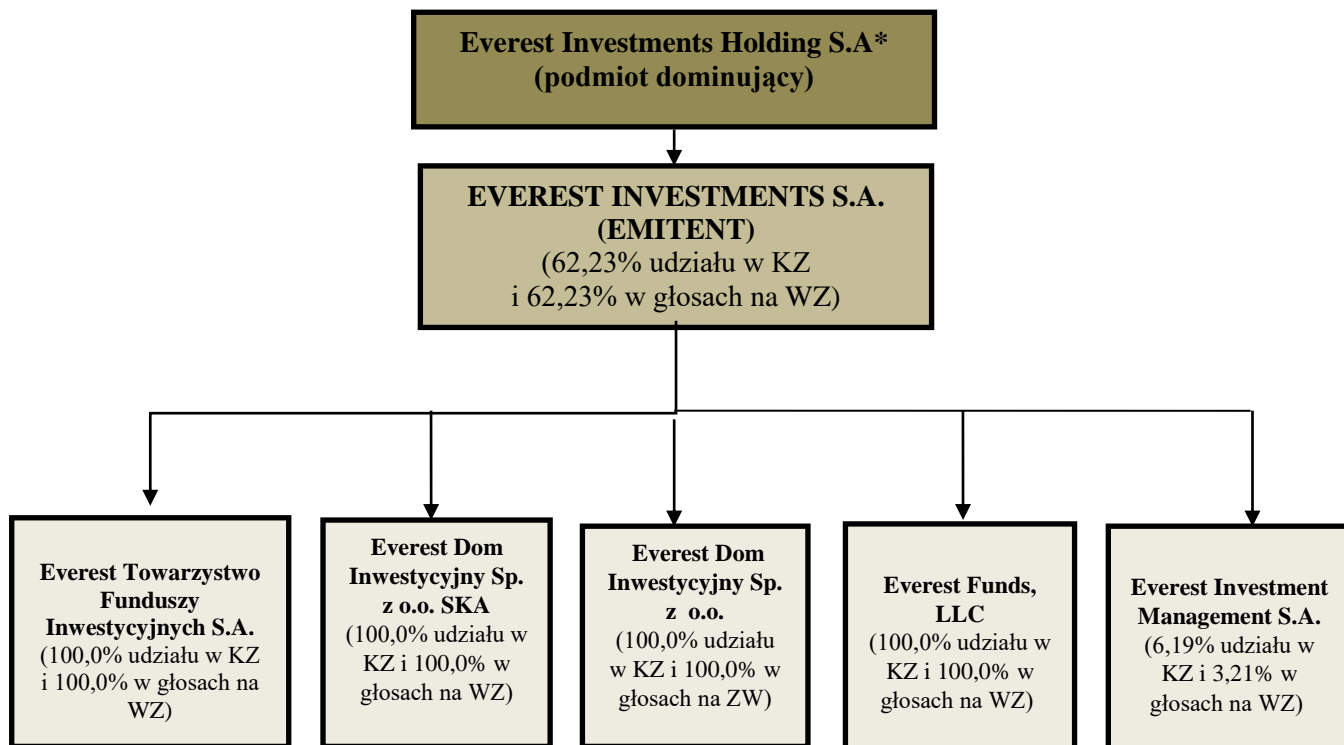 Everest Investments Holding S.A*
(podmiot dominujący)
EVEREST INVESTMENTS S.A.
(EMITENT)
(62,23% udziału w KZ
i 62,23% w głosach na WZ)
Everest Towarzystwo
Funduszy
Inwestycyjnych S.A.
(100,0% udziału w KZ
i 100,0% w głosach na
WZ)
Everest Dom
Inwestycyjny Sp.
z o.o. SKA
(100,0% udziału w
KZ i 100,0% w
głosach na WZ)
Everest Dom
Inwestycyjny Sp.
z o.o.
(100,0% udziału
w KZ i 100,0% w
głosach na ZW)
Everest Funds,
LLC
(100,0% udziału w
KZ i 100,0% w
głosach na WZ)
Everest Investment
Management S.A.
(6,19% udziału w
KZ i 3,21% w
głosach na WZ)